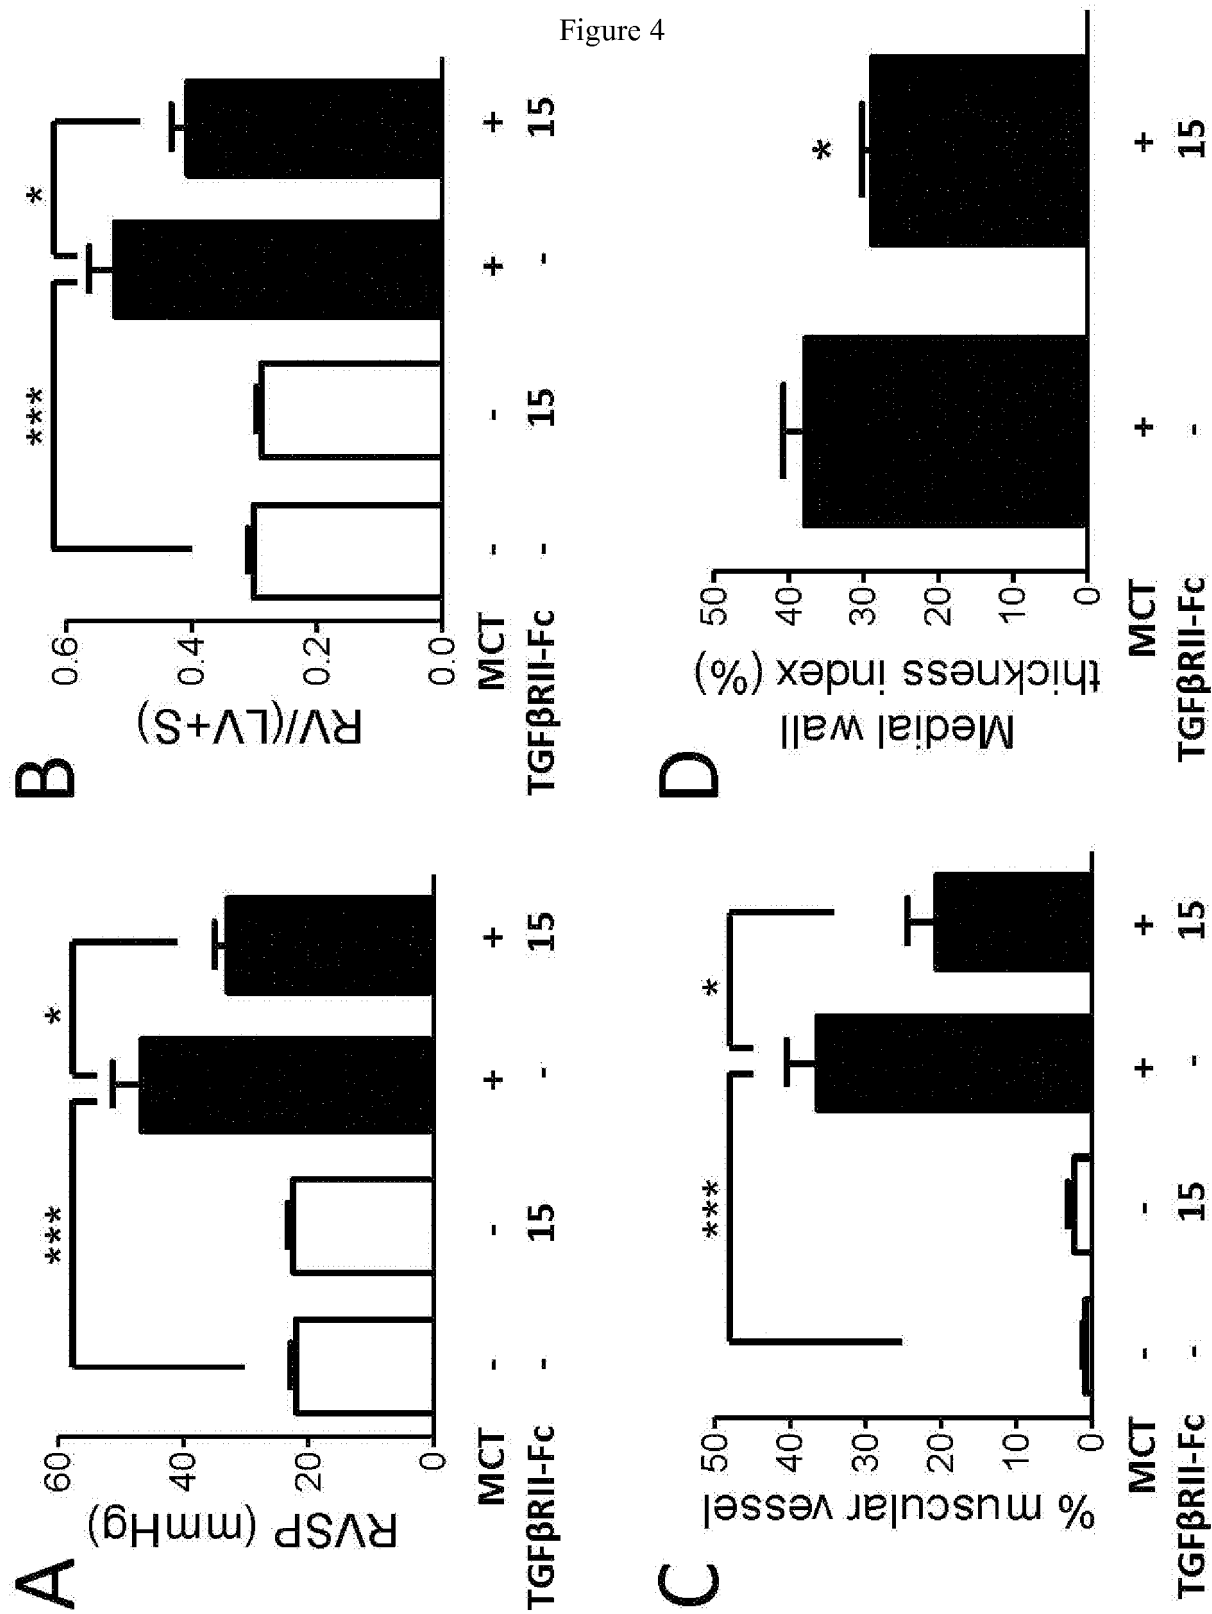 Figure 4
A
RVSP (mmHg)
60
40
20
0
***
*
MCT - - + +
TGFβRII-Fc - 15 - 15
B
RV/(LV+S)
0.6
0.4
0.2
0.0
***
*
MCT - - + +
TGFβRII-Fc - 15 - 15
C
% muscular vessel
50
40
30
20
10
0
***
*
MCT - - + +
TGFβRII-Fc - 15 - 15
D
Medial wall
thickness index (%)
50
40
30
20
10
0
*
MCT + +
TGFβRII-Fc - 15